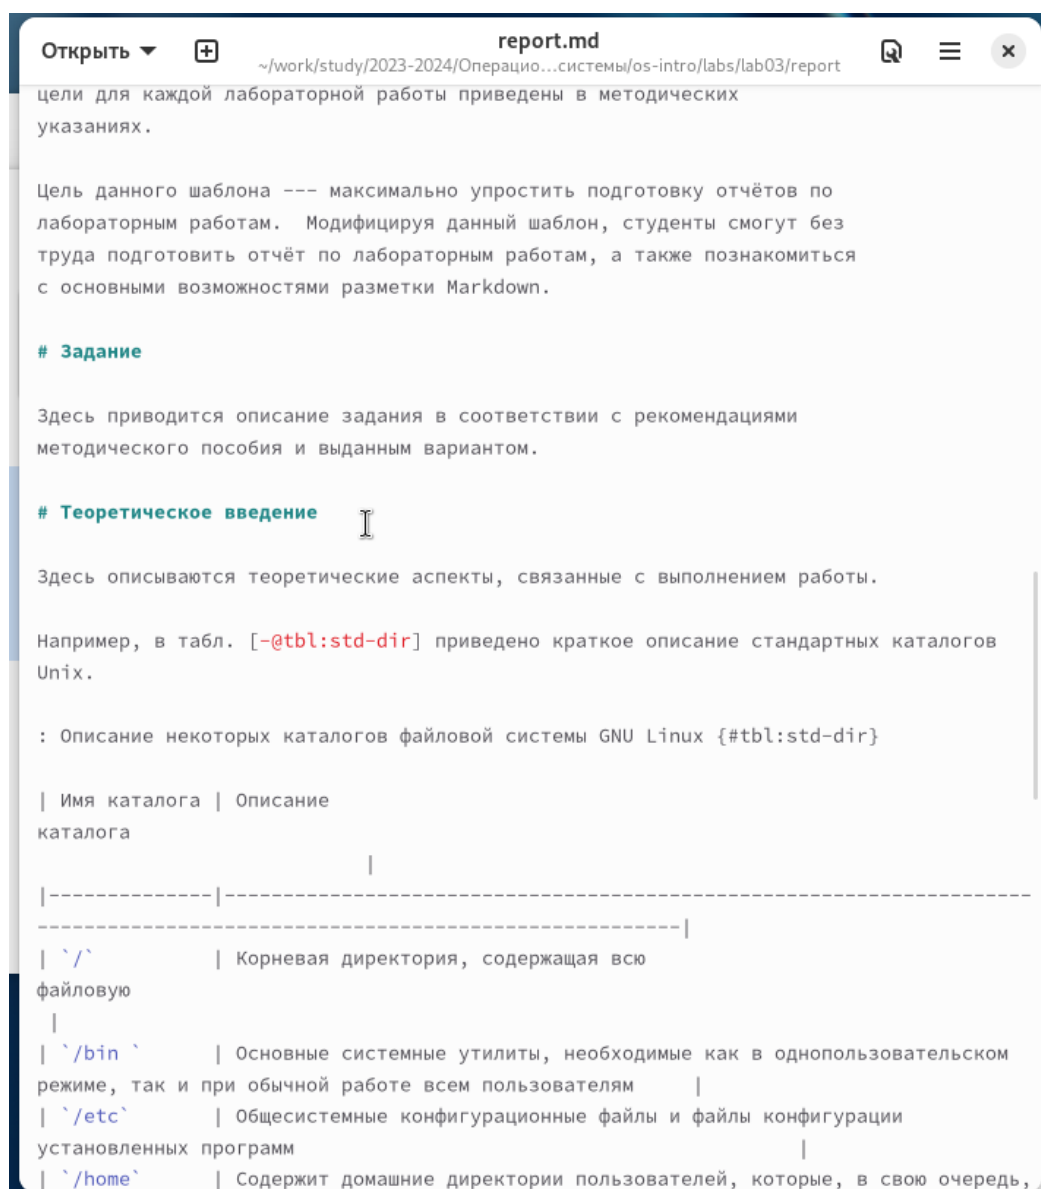 Открыть
report.md
~/work/study/2023-2024/Операцио…системы/os-intro/labs/lab03/report
цели для каждой лабораторной работы приведены в методических
указаниях.
Цель данного шаблона --- максимально упростить подготовку отчётов по
лабораторным работам.  Модифицируя данный шаблон, студенты смогут без
труда подготовить отчёт по лабораторным работам, а также познакомиться
с основными возможностями разметки Markdown.
# Задание
Здесь приводится описание задания в соответствии с рекомендациями
методического пособия и выданным вариантом.
# Теоретическое введение
Здесь описываются теоретические аспекты, связанные с выполнением работы.
Например, в табл. [-@tbl:std-dir] приведено краткое описание стандартных каталогов
Unix.
: Описание некоторых каталогов файловой системы GNU Linux {#tbl:std-dir}
| Имя каталога | Описание
каталога
|
|--------------|---------------------------------------------------------------------
-------------------------------------------------------|
| `/`          | Корневая директория, содержащая всю
файловую
|
| `/bin `      | Основные системные утилиты, необходимые как в однопользовательском
режиме, так и при обычной работе всем пользователям     |
| `/etc`       | Общесистемные конфигурационные файлы и файлы конфигурации
установленных программ                                           |
| `/home`      | Содержит домашние директории пользователей, которые, в свою очередь,